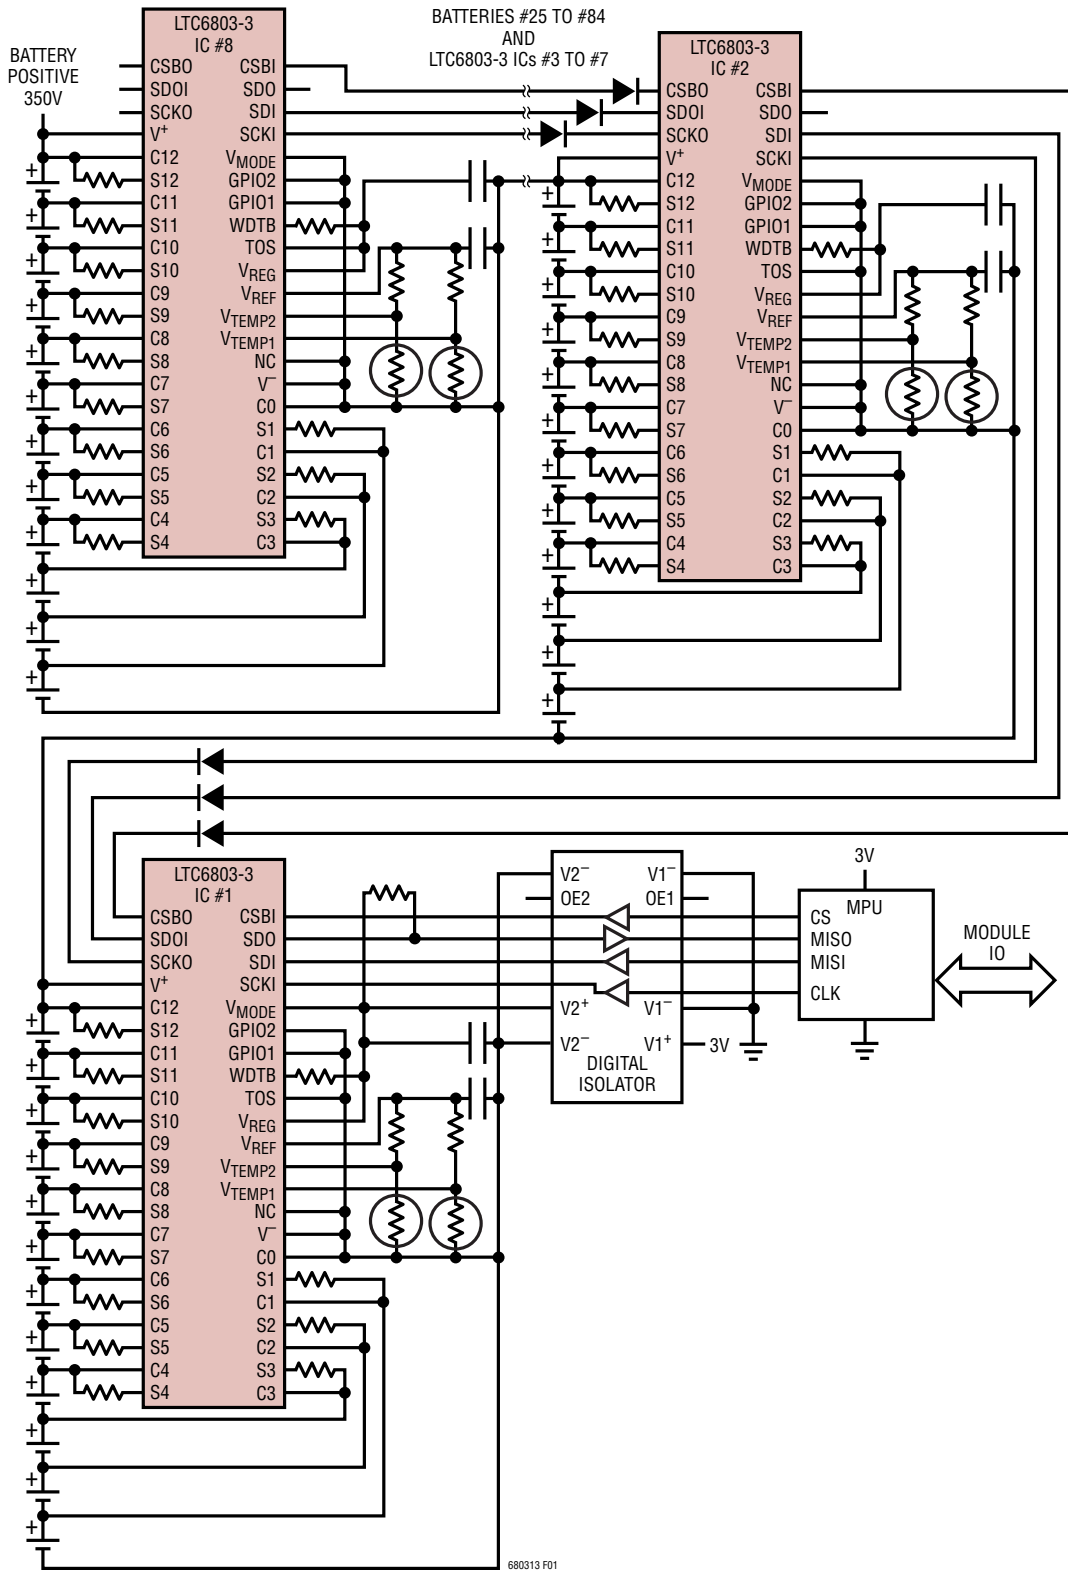 BATTERIES #25 TO #84
AND
LTC6803-3 ICs #3 TO #7
BATTERY
POSITIVE
350V
LTC6803-3
IC #8
CSBO CSBI
SDOI SDO
SCKO SDI
V+ SCKI
C12 VMODE
S12 GPIO2
C11 GPIO1
S11 WDTB
C10 TOS
S10 VREG
C9 VREF
S9 VTEMP2
C8 VTEMP1
S8 NC
C7 V−
S7 C0
C6 S1
S6 C1
C5 S2
S5 C2
C4 S3
S4 C3
+
+
+
+
+
+
+
+
+
+
+
+
LTC6803-3
IC #2
CSBO CSBI
SDOI SDO
SCKO SDI
V+ SCKI
C12 VMODE
S12 GPIO2
C11 GPIO1
S11 WDTB
C10 TOS
S10 VREG
C9 VREF
S9 VTEMP2
C8 VTEMP1
S8 NC
C7 V−
S7 C0
C6 S1
S6 C1
C5 S2
S5 C2
C4 S3
S4 C3
+
+
+
+
+
+
+
+
+
+
+
+
LTC6803-3
IC #1
CSBO CSBI
SDOI SDO
SCKO SDI
V+ SCKI
C12 VMODE
S12 GPIO2
C11 GPIO1
S11 WDTB
C10 TOS
S10 VREG
C9 VREF
S9 VTEMP2
C8 VTEMP1
S8 NC
C7 V−
S7 C0
C6 S1
S6 C1
C5 S2
S5 C2
C4 S3
S4 C3
+
+
+
+
+
+
+
+
+
+
+
+
V2− V1−
OE2 OE1
V2+ V1−
V2− V1+
DIGITAL
ISOLATOR
3V
3V
MPU
CS
MISO
MISI
CLK
MODULE
IO
680313 F01